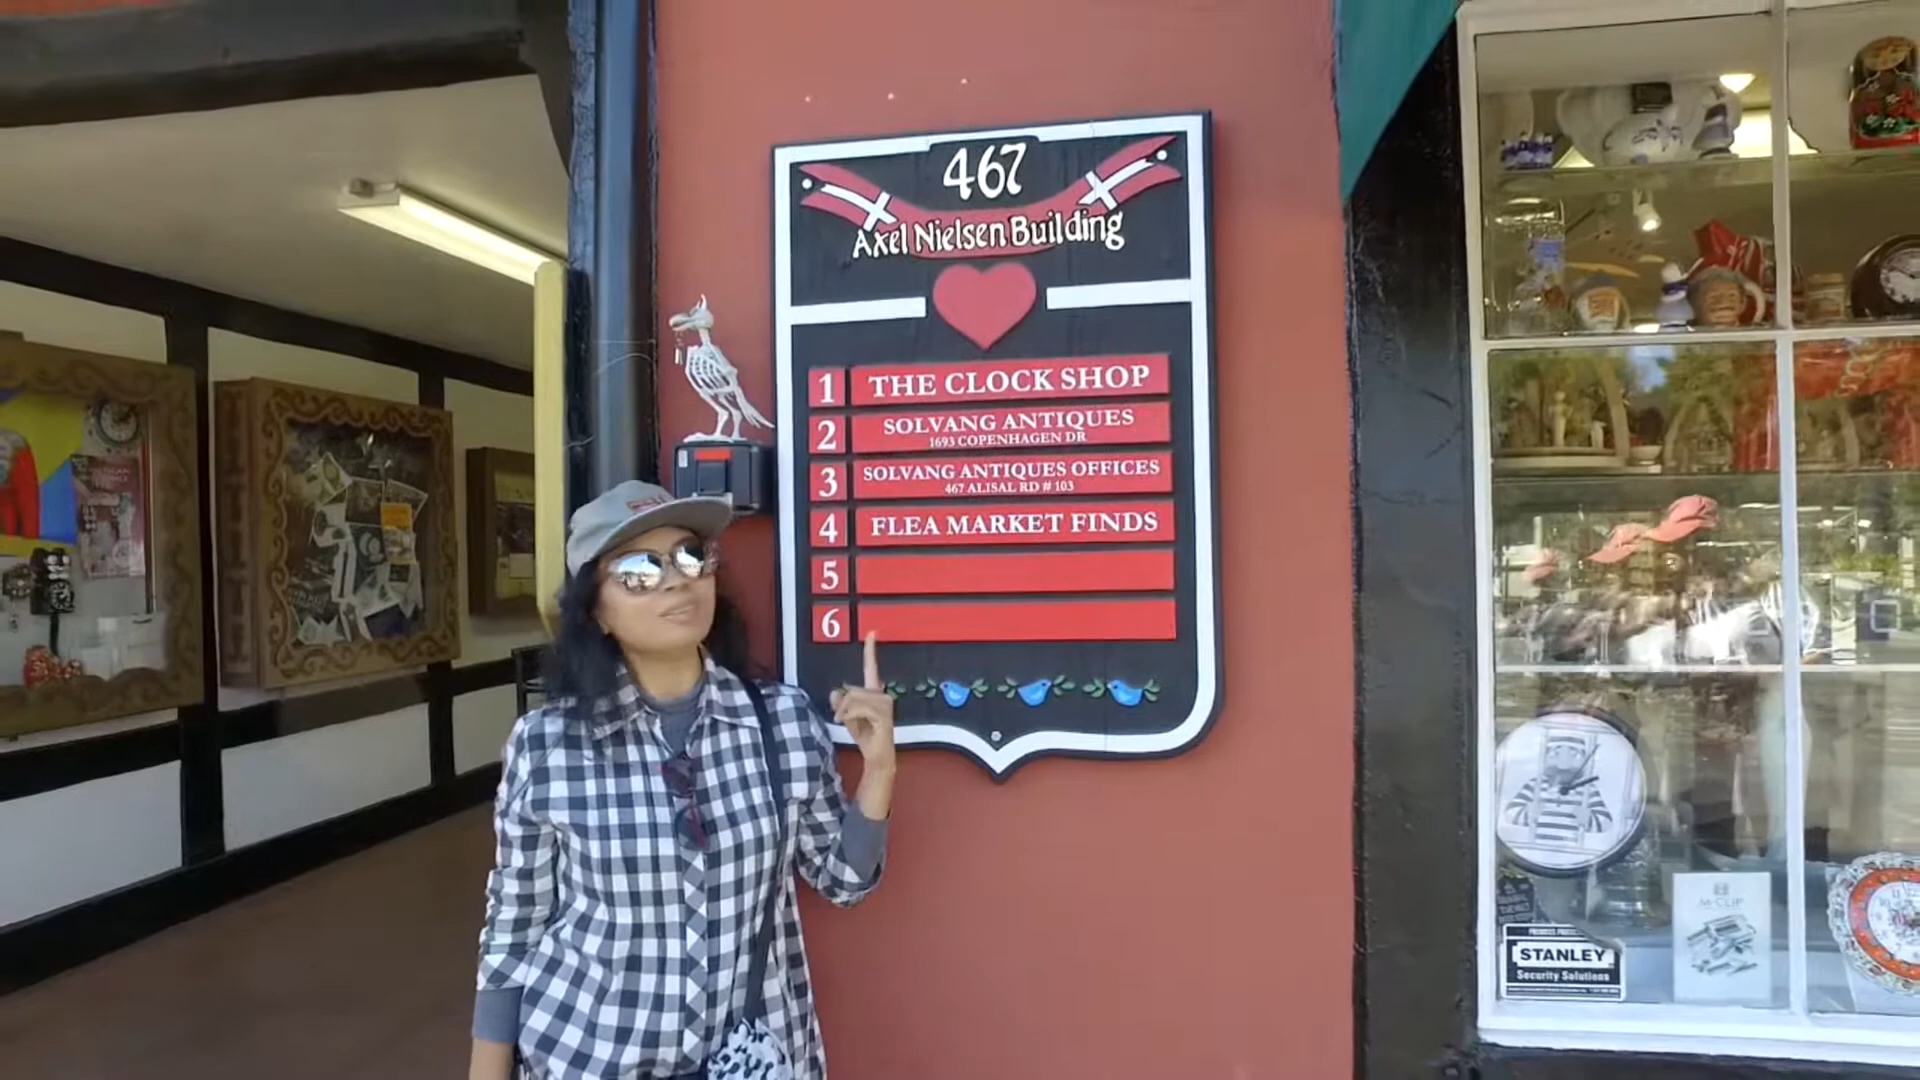 467
Axel Nielsen Building
1 THE CLOCK SHOP
2 SOLVANG ANTIQUES
1693 COPENHAGEN DR
3 SOLVANG ANTIQUES OFFICES
467 ALISAL RD # 103
4 FLEA MARKET FINDS
5
6
M-CLIP
STANLEY
Security Solutions